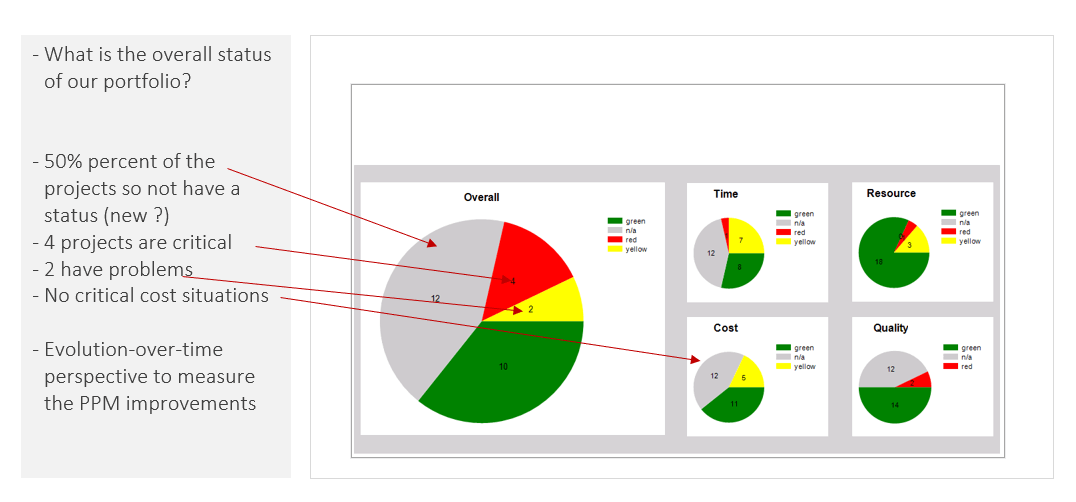 - What is the overall status
of our portfolio?
- 50% percent of the
projects so not have a
status (new ?)
- 4 projects are critical
- 2 have problems
- No critical cost situations
- Evolution-over-time
perspective to measure
the PPM improvements
Overall
green
n/a
red
yellow
12
4
2
10
Time
green
n/a
red
yellow
7
12
8
Resource
green
n/a
red
yellow
3
18
Cost
green
n/a
yellow
12
5
11
Quality
green
n/a
red
12
14